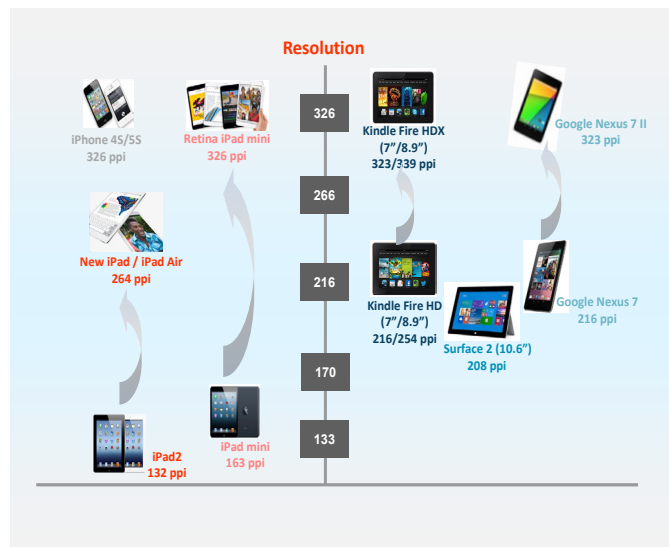 Resolution
iPhone 4S/5S
326 ppi
Retina iPad mini
326 ppi
326
Kindle Fire HDX
(7”/8.9”)
323/339 ppi
Google Nexus 7 II
323 ppi
266
New iPad / iPad Air
264 ppi
216
Kindle Fire HD
(7”/8.9”)
216/254 ppi
Google Nexus 7
216 ppi
Surface 2 (10.6”)
208 ppi
170
133
iPad mini
163 ppi
iPad2
132 ppi